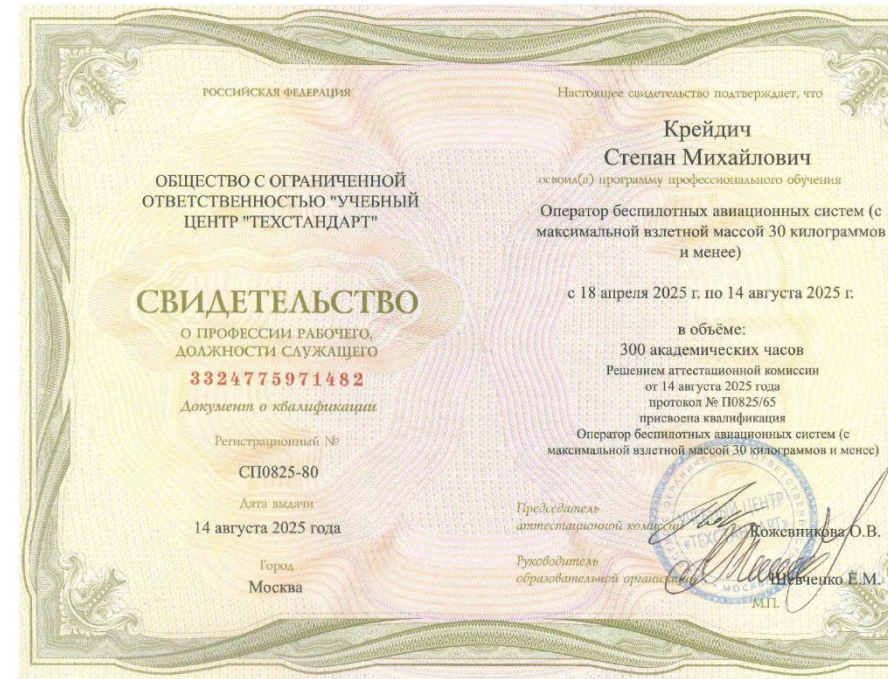 РОССИЙСКАЯ ФЕДЕРАЦИЯ
ОБЩЕСТВО С ОГРАНИЧЕННОЙ
ОТВЕТСТВЕННОСТЬЮ "УЧЕБНЫЙ
ЦЕНТР "ТЕХСТАНДАРТ"
СВИДЕТЕЛЬСТВО
О ПРОФЕССИИ РАБОЧЕГО,
ДОЛЖНОСТИ СЛУЖАЩЕГО
3324775971482
Документ о квалификации
Регистрационный №
СП0825-80
Дата выдачи
14 августа 2025 года
Город
Москва
Настоящее свидетельство подтверждает, что
Крейдич
Степан Михайлович
освоил(а) программу профессионального обучения
Оператор беспилотных авиационных систем (с
максимальной взлетной массой 30 килограммов
и менее)
с 18 апреля 2025 г. по 14 августа 2025 г.
в объёме:
300 академических часов
Решением аттестационной комиссии
от 14 августа 2025 года
протокол № П0825/65
присвоена квалификация
Оператор беспилотных авиационных систем (с
максимальной взлетной массой 30 килограммов и менее)
Председатель
аттестационной комиссии
Кожевникова О.В.
Руководитель
образовательной организации
Шевченко Е.М.
М.П.
УЧЕБНЫЙ ЦЕНТР
«ТЕХСТАНДАРТ»
МОСКВА